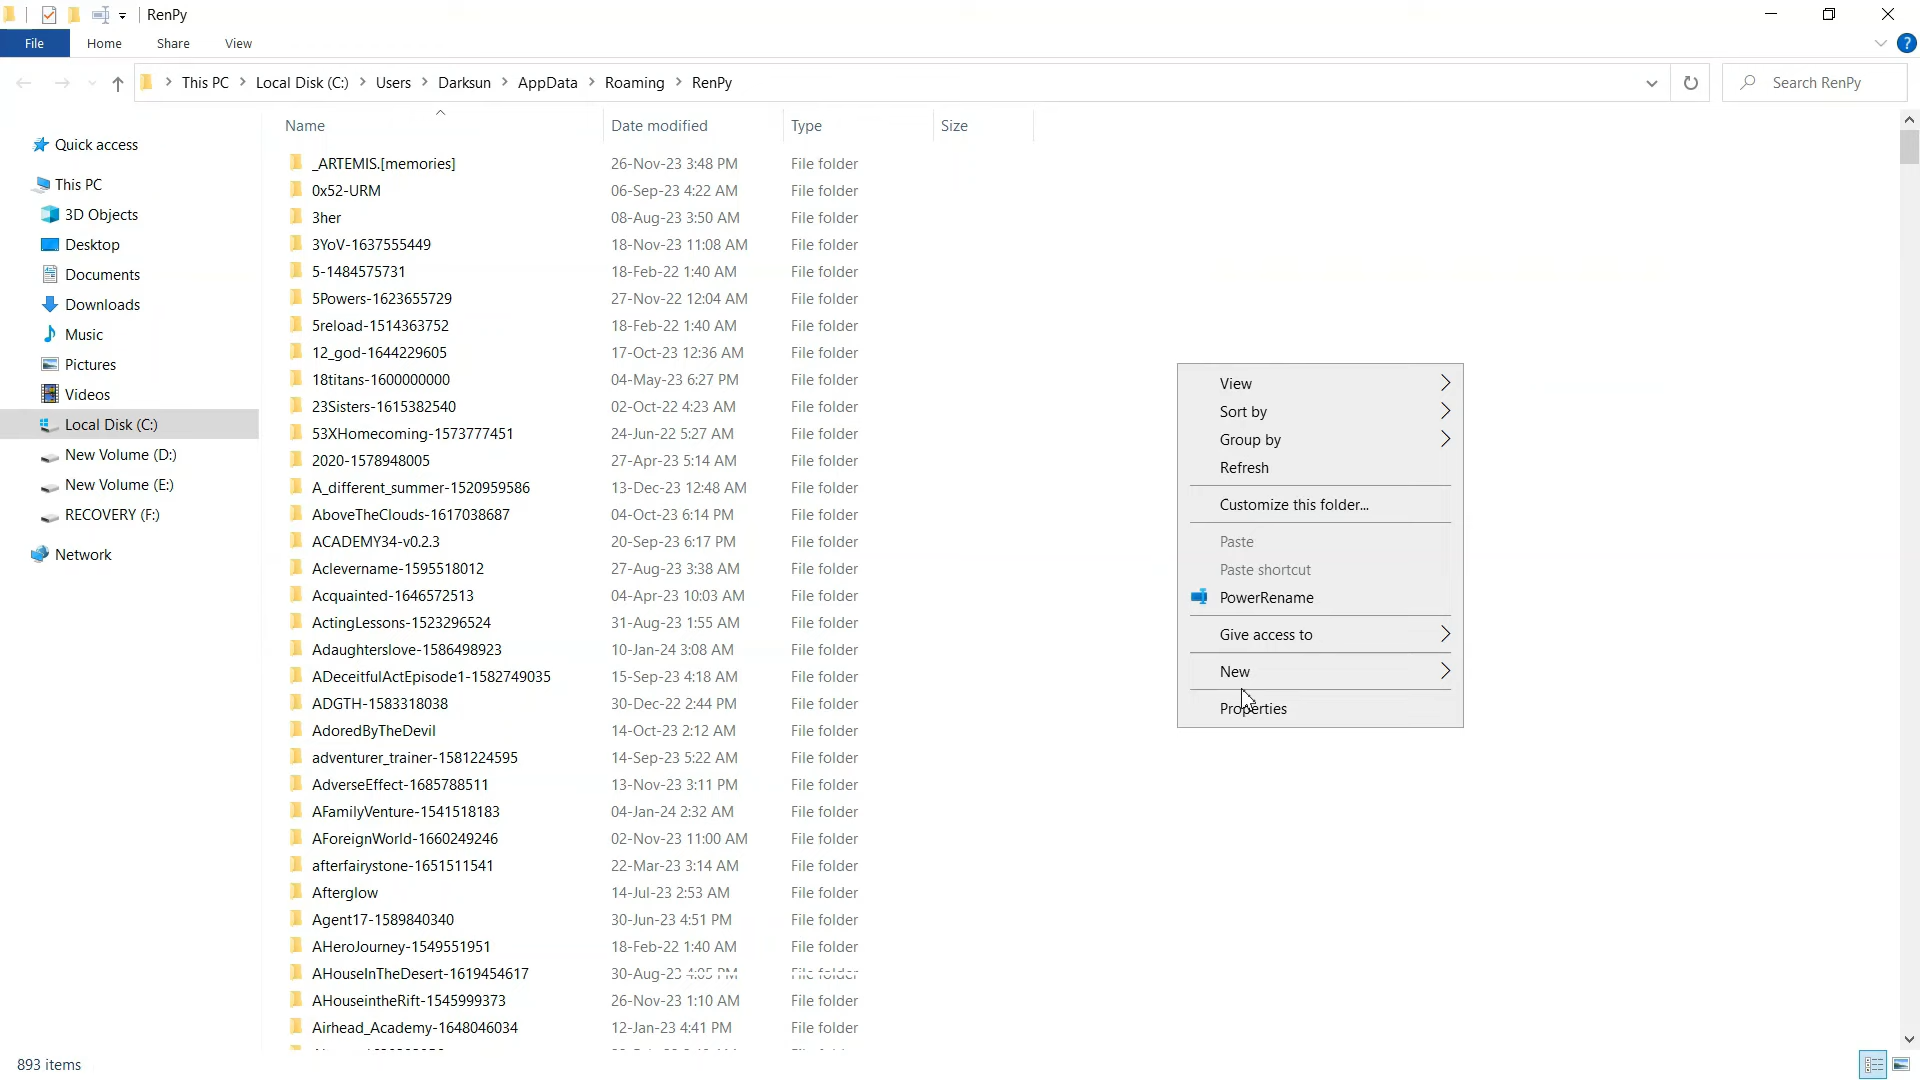 RenPy
File Home Share View
This PC Local Disk (C:) Users Darksun AppData Roaming RenPy Search RenPy
Name Date modified Type Size
Quick access
This PC
3D Objects
Desktop
Documents
Downloads
Music
Pictures
Videos
Local Disk (C:)
New Volume (D:)
New Volume (E:)
RECOVERY (F:)
Network
_ARTEMIS.[memories] 26-Nov-23 3:48 PM File folder
0x52-URM 06-Sep-23 4:22 AM File folder
3her 08-Aug-23 3:50 AM File folder
3YoV-1637555449 18-Nov-23 11:08 AM File folder
5-1484575731 18-Feb-22 1:40 AM File folder
5Powers-1623655729 27-Nov-22 12:04 AM File folder
5reload-1514363752 18-Feb-22 1:40 AM File folder
12_god-1644229605 17-Oct-23 12:36 AM File folder
18titans-1600000000 04-May-23 6:27 PM File folder
23Sisters-1615382540 02-Oct-22 4:23 AM File folder
53XHomecoming-1573777451 24-Jun-22 5:27 AM File folder
2020-1578948005 27-Apr-23 5:14 AM File folder
A_different_summer-1520959586 13-Dec-23 12:48 AM File folder
AboveTheClouds-1617038687 04-Oct-23 6:14 PM File folder
ACADEMY34-v0.2.3 20-Sep-23 6:17 PM File folder
Aclevername-1595518012 27-Aug-23 3:38 AM File folder
Acquainted-1646572513 04-Apr-23 10:03 AM File folder
ActingLessons-1523296524 31-Aug-23 1:55 AM File folder
Adaughterslove-1586498923 10-Jan-24 3:08 AM File folder
ADeceitfulActEpisode1-1582749035 15-Sep-23 4:18 AM File folder
ADGTH-1583318038 30-Dec-22 2:44 PM File folder
AdoredByTheDevil 14-Oct-23 2:12 AM File folder
adventurer_trainer-1581224595 14-Sep-23 5:22 AM File folder
AdverseEffect-1685788511 13-Nov-23 3:11 PM File folder
AFamilyVenture-1541518183 04-Jan-24 2:32 AM File folder
AForeignWorld-1660249246 02-Nov-23 11:00 AM File folder
afterfairystone-1651511541 22-Mar-23 3:14 AM File folder
Afterglow 14-Jul-23 2:53 AM File folder
Agent17-1589840340 30-Jun-23 4:51 PM File folder
AHeroJourney-1549551951 18-Feb-22 1:40 AM File folder
AHouseInTheDesert-1619454617 30-Aug-23 4:05 PM File folder
AHouseintheRift-1545999373 26-Nov-23 1:10 AM File folder
Airhead_Academy-1648046034 12-Jan-23 4:41 PM File folder
View
Sort by
Group by
Refresh
Customize this folder...
Paste
Paste shortcut
PowerRename
Give access to
New
Properties
893 items